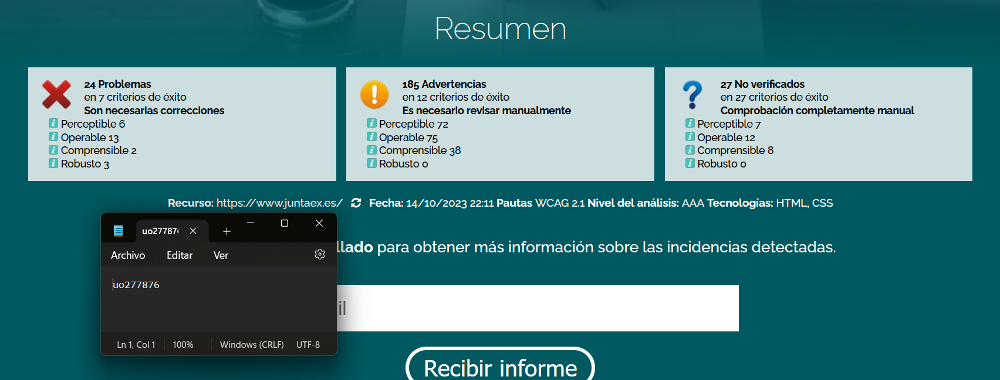 Resumen
24 Problemas
en 7 criterios de éxito
Son necesarias correcciones
Perceptible 6
Operable 13
Comprensible 2
Robusto 3
185 Advertencias
en 12 criterios de éxito
Es necesario revisar manualmente
Perceptible 72
Operable 75
Comprensible 38
Robusto 0
27 No verificados
en 27 criterios de éxito
Comprobación completamente manual
Perceptible 7
Operable 12
Comprensible 8
Robusto 0
Recurso: https://www.juntaex.es/ Fecha: 14/10/2023 22:11 Pautas WCAG 2.1 Nivel del análisis: AAA Tecnologías: HTML, CSS
llado para obtener más información sobre las incidencias detectadas.
il
Recibir informe
uo27787
Archivo Editar Ver
uo277876
Ln 1, Col 1 100% Windows (CRLF) UTF-8